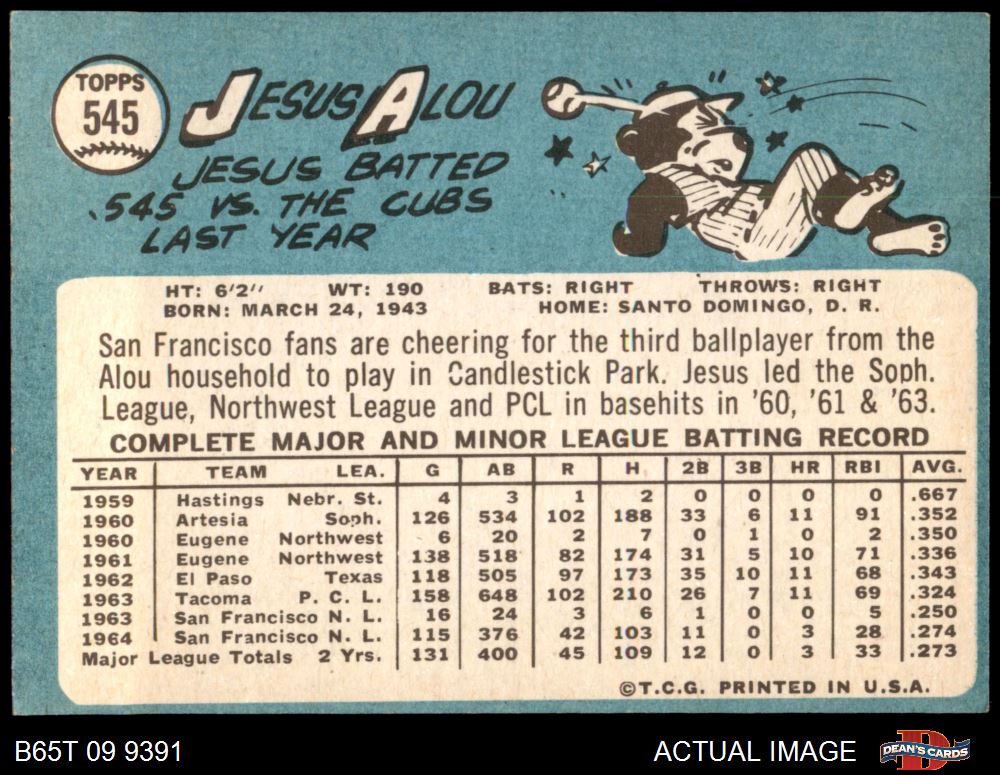 TOPPS
545
JESUS ALOU
JESUS BATTED
.545 VS. THE CUBS
LAST YEAR
HT: 6'2" WT: 190 BATS: RIGHT THROWS: RIGHT
BORN: MARCH 24, 1943 HOME: SANTO DOMINGO, D. R.
San Francisco fans are cheering for the third ballplayer from the
Alou household to play in Candlestick Park. Jesus led the Soph.
League, Northwest League and PCL in basehits in '60, '61 & '63.
COMPLETE MAJOR AND MINOR LEAGUE BATTING RECORD
YEAR TEAM LEA. G AB R H 2B 3B HR RBI AVG.
1959 Hastings Nebr. St. 4 3 1 2 0 0 0 0 .667
1960 Artesia Soph. 126 534 102 188 33 6 11 91 .352
1960 Eugene Northwest 6 20 2 7 0 1 0 2 .350
1961 Eugene Northwest 138 518 82 174 31 5 10 71 .336
1962 El Paso Texas 118 505 97 173 35 10 11 68 .343
1963 Tacoma P. C. L. 158 648 102 210 26 7 11 69 .324
1963 San Francisco N. L. 16 24 3 6 1 0 0 5 .250
1964 San Francisco N. L. 115 376 42 103 11 0 3 28 .274
Major League Totals 2 Yrs. 131 400 45 109 12 0 3 33 .273
©T.C.G. PRINTED IN U.S.A.
B65T 09 9391 ACTUAL IMAGE DEAN'S CARDS